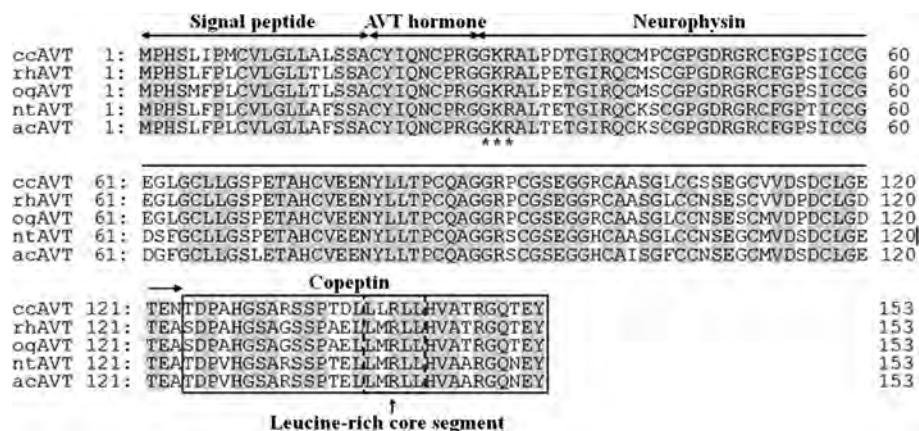 Signal peptide AVT hormone Neurophysin
ccAVT 1: MPHSLIPMCVLGLLALSSACYIQNCPRGGKRALPDTGIRQCMPCGPGDRGRCFGPSICCG 60
rhAVT 1: MPHSLFPLCVLGLLTLSSACYIQNCPRGGKRALPETGIRQCMSCGPGDRGRCFGPSICCG 60
oqAVT 1: MPHSMFPLCVLGLLTLSSACYIQNCPRGGKRALPETGIRQCMSCGPGDRGRCFGPSICCG 60
ntAVT 1: MPHSLFPLCVLGLLAFSSACYIQNCPRGGKRALTETGIRQCKSCGPGDRGRCFGPTICCG 60
acAVT 1: MPHSLFPLCVLGLLAFSSACYIQNCPRGGKRALTETGIRQCKSCGPGDRGRCFGPSICCG 60
***
ccAVT 61: EGLGCLLGSPETAHCVEENYLLTPCQAGGRPCGSEGGRCAASGLCCSSEGCVVDSDCLGE 120
rhAVT 61: EGLGCLLGSPETAHCVEENYLLTPCQAGGRPCGSEGGRCAASGLCCNSESCVVDSDCLGD 120
oqAVT 61: EGLGCLLGSPETAHCVEENYLLTPCQAGGRPCGSEGGRCAASGLCCNSESCMVDPDCLGD 120
ntAVT 61: DSFGCLLGSPETAHCVEENYLLTPCQAGGRSCGSEGGHCAASGLCCNSEGCMVDSDCLGE 120
acAVT 61: DGFGCLLGSLETAHCVEENYLLTPCQAGGRSCGSEGGHCAISGFCCNSEGCMVDSDCLGE 120
Copeptin
ccAVT 121: TENTDPAHGSARSSPTDLLLRLLHVATRGQTEY 153
rhAVT 121: TEASDPAHGSARSSPAELLMRLLHVATRGQTEY 153
oqAVT 121: TEASDPAHGSAGSSPAELLMRLLHVATRGQTEY 153
ntAVT 121: TEATDPVHGSAGSSPTELLMRLLHVAARGQNEY 153
acAVT 121: TEATDPVHGSARSSPTELLMRLLHVAARGQNEY 153
Leucine-rich core segment